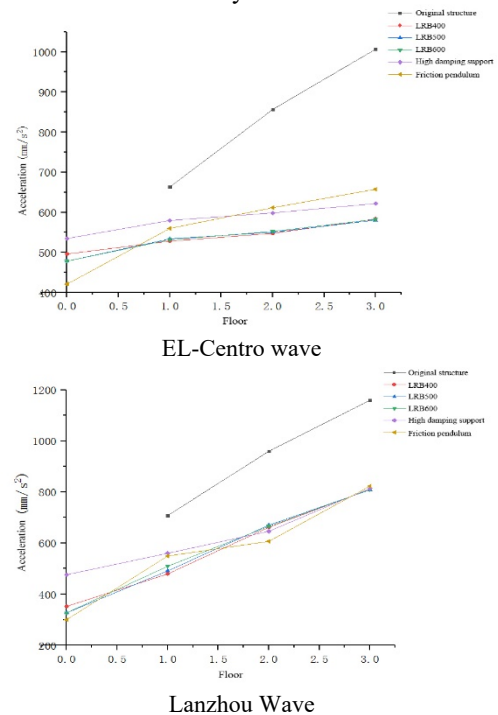 Original structure
LRB400
LRB500
LRB600
High damping support
Friction pendulum
Acceleration (mm/s²)
1000
900
800
700
600
500
400
0.0 0.5 1.0 1.5 2.0 2.5 3.0
Floor
EL-Centro wave
Original structure
LRB400
LRB500
LRB600
High damping support
Friction pendulum
Acceleration (mm/s²)
1200
1000
800
600
400
200
0.0 0.5 1.0 1.5 2.0 2.5 3.0
Floor
Lanzhou Wave